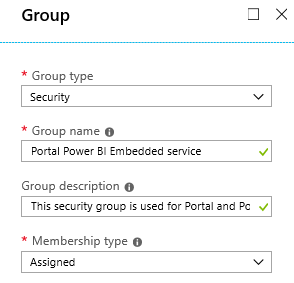 Group
* Group type
Security
* Group name
Portal Power BI Embedded service
Group description
This security group is used for Portal and Po
* Membership type
Assigned